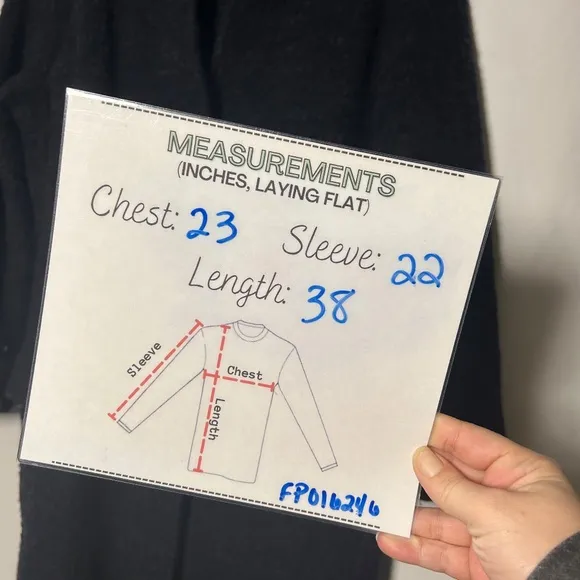 MEASUREMENTS
(INCHES, LAYING FLAT)
Chest: 23 Sleeve: 22
Length: 38
Sleeve
Chest
Length
FP016246